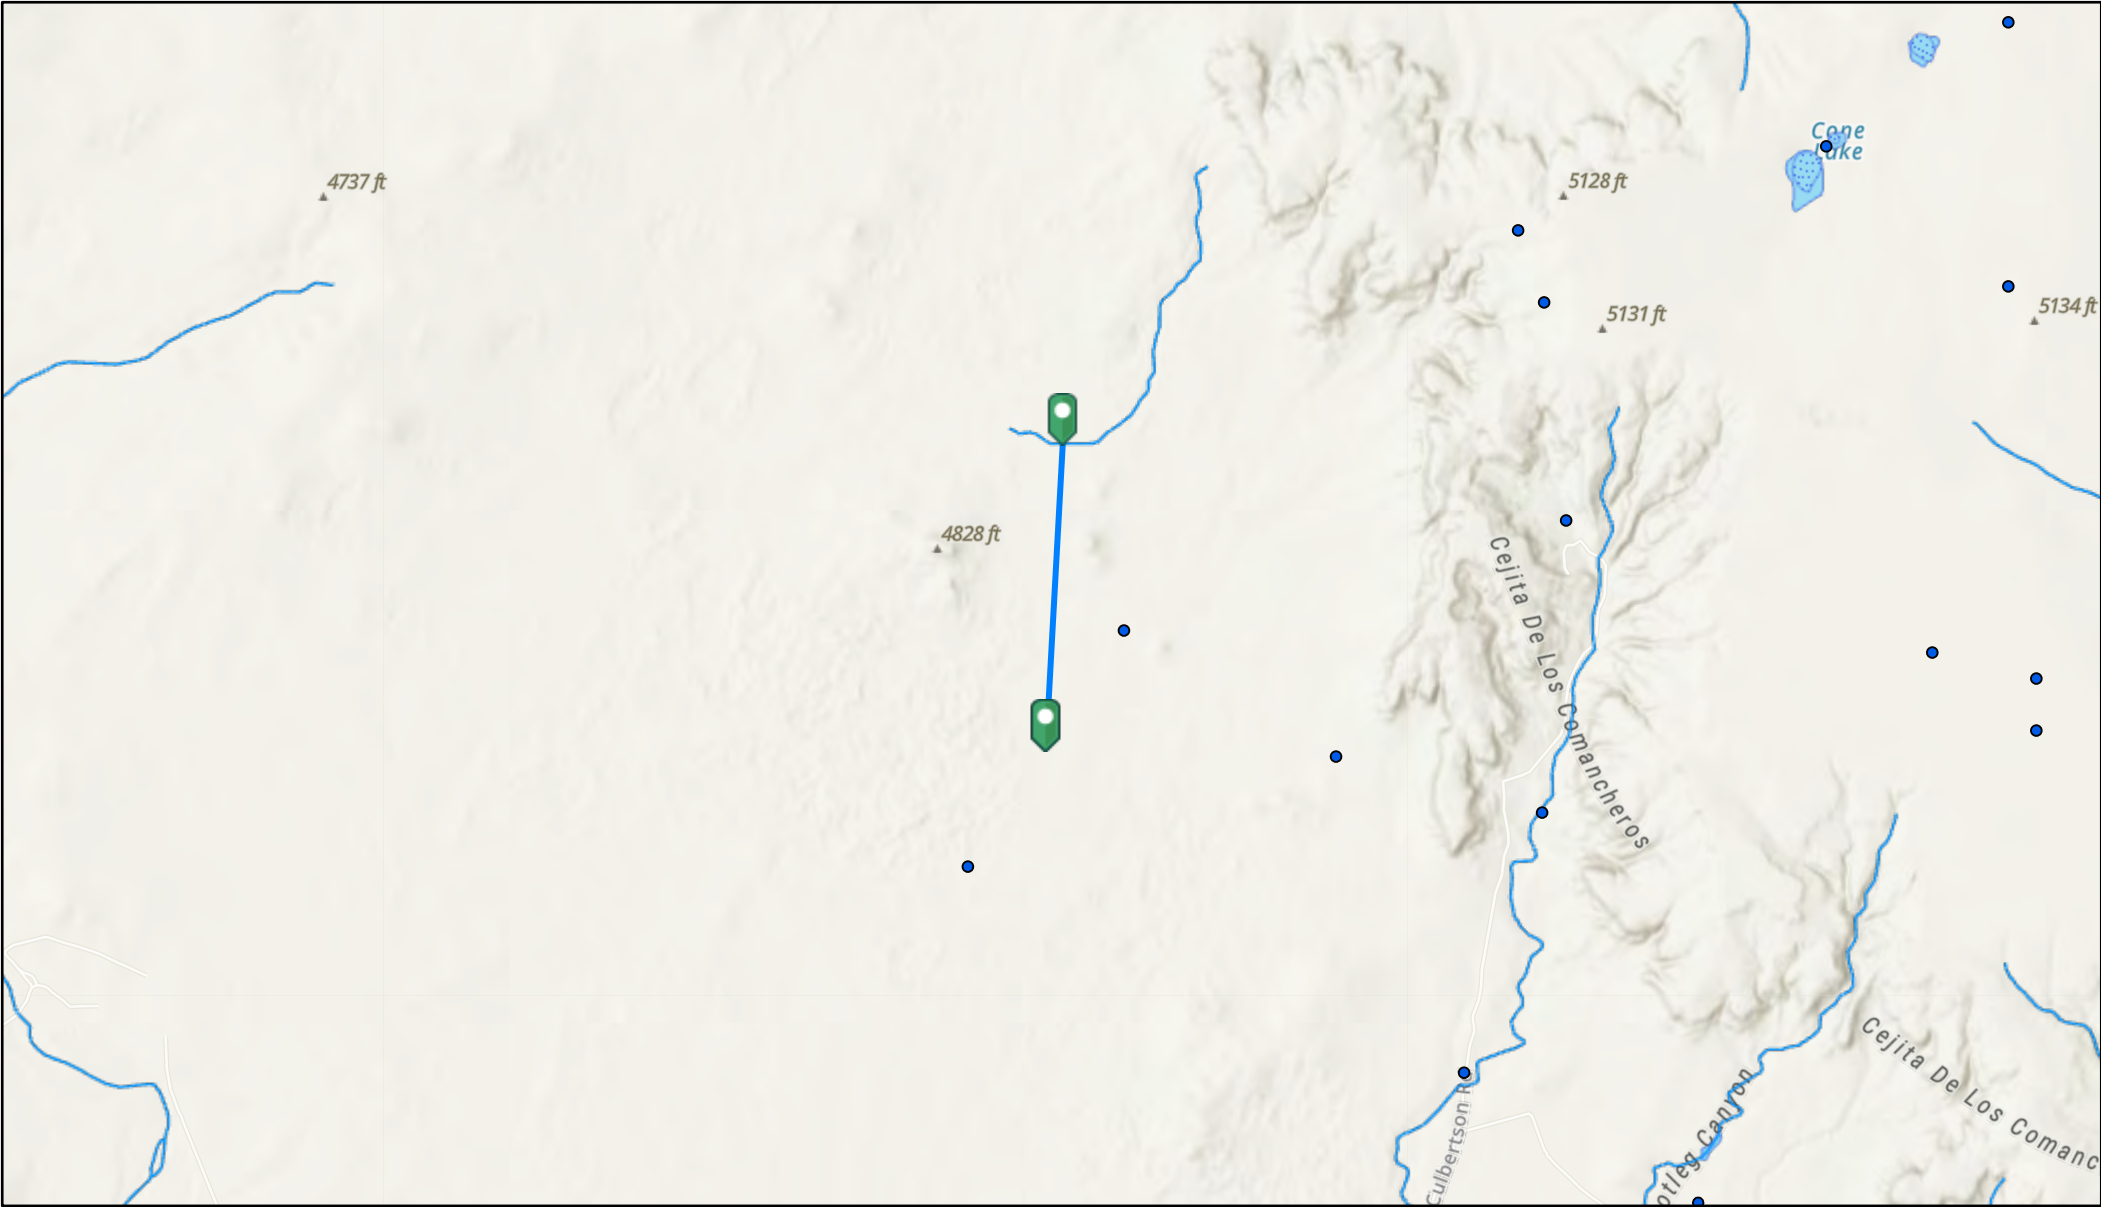 Cone
Lake
4737 ft
5128 ft
5134 ft
5131 ft
4828 ft
Cejita De Los Comancheros
Cejita De Los Comanc
otleg Canyon
Culbertson R